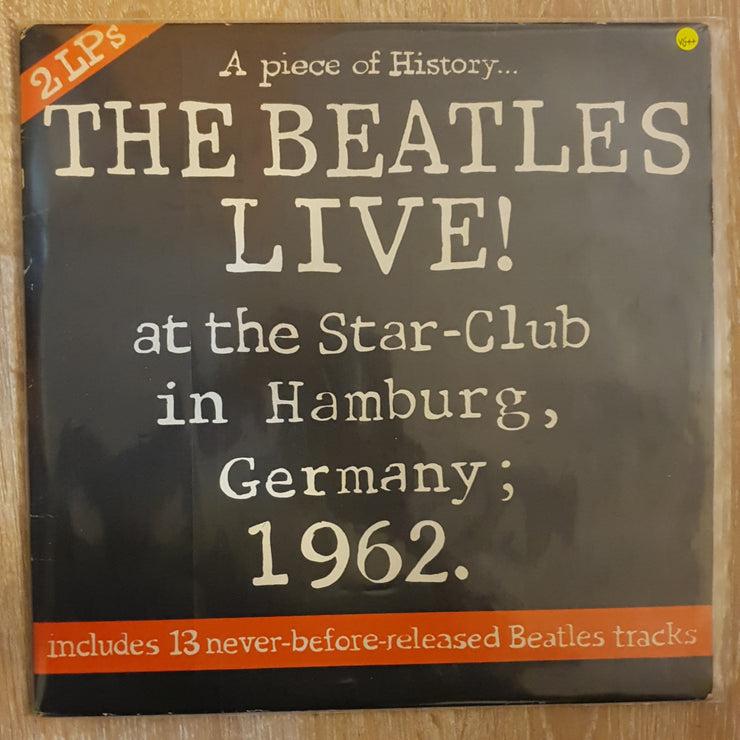 2 LPs
VG++
A piece of History...
THE BEATLES
LIVE!
at the Star-Club
in Hamburg,
Germany;
1962.
includes 13 never-before-released Beatles tracks